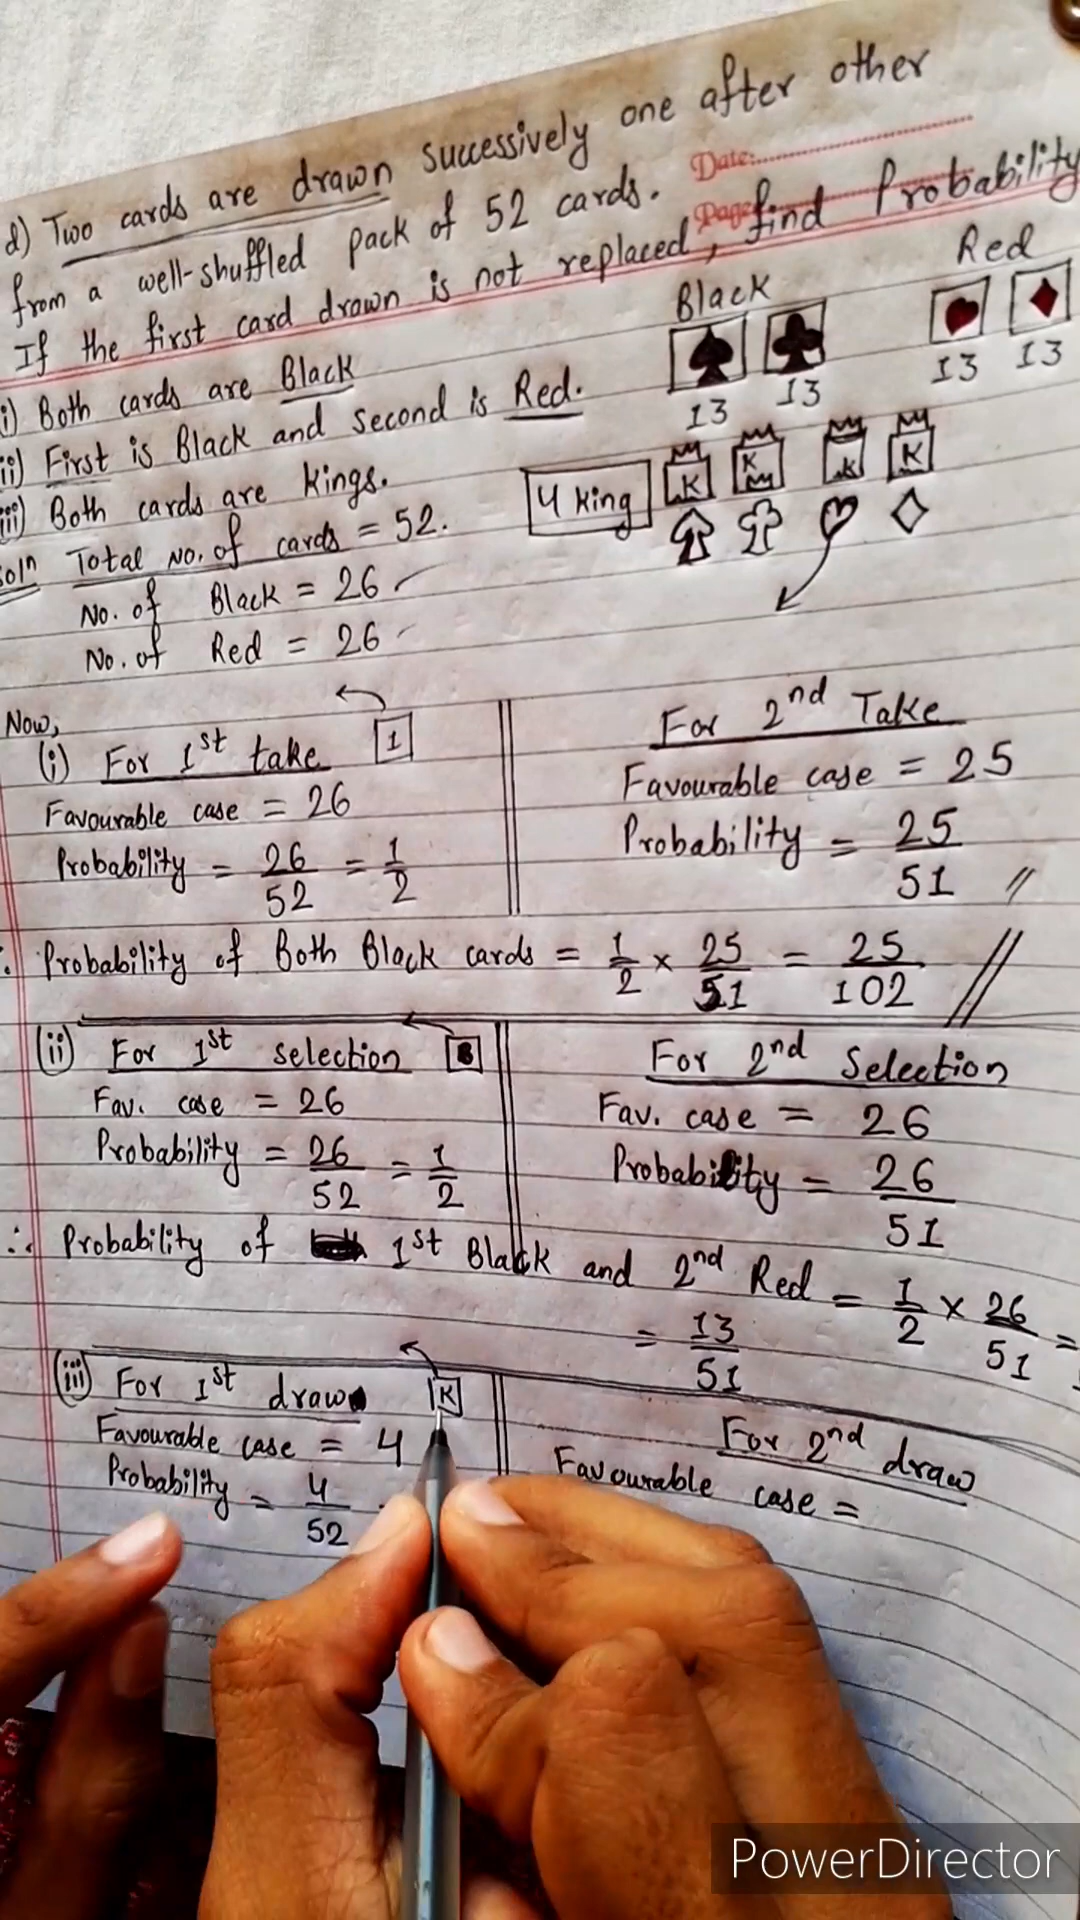 d) Two cards are drawn successively one after other
Date:
from a well-shuffled pack of 52 cards.
Page
If the first card drawn is not replaced, find Probability
Black Red
13 13 13 13
i) Both cards are Black
ii) First is Black and second is Red.
iii) Both cards are kings.
4 king K K K K
Soln Total No. of cards = 52.
No. of Black = 26
No. of Red = 26
Now,
(i) For 1st take 1
Favourable case = 26
Probability = 26/52 = 1/2
For 2nd Take
Favourable case = 25
Probability = 25/51
Probability of Both Black cards = 1/2 × 25/51 = 25/102
(ii) For 1st selection B
Fav. case = 26
Probability = 26/52 = 1/2
For 2nd Selection
Fav. case = 26
Probability = 26/51
∴ Probability of 1st Black and 2nd Red = 1/2 × 26/51 =
= 13/51
(iii) For 1st draw K
Favourable case = 4
Probability = 4/52
For 2nd draw
Favourable case =
PowerDirector